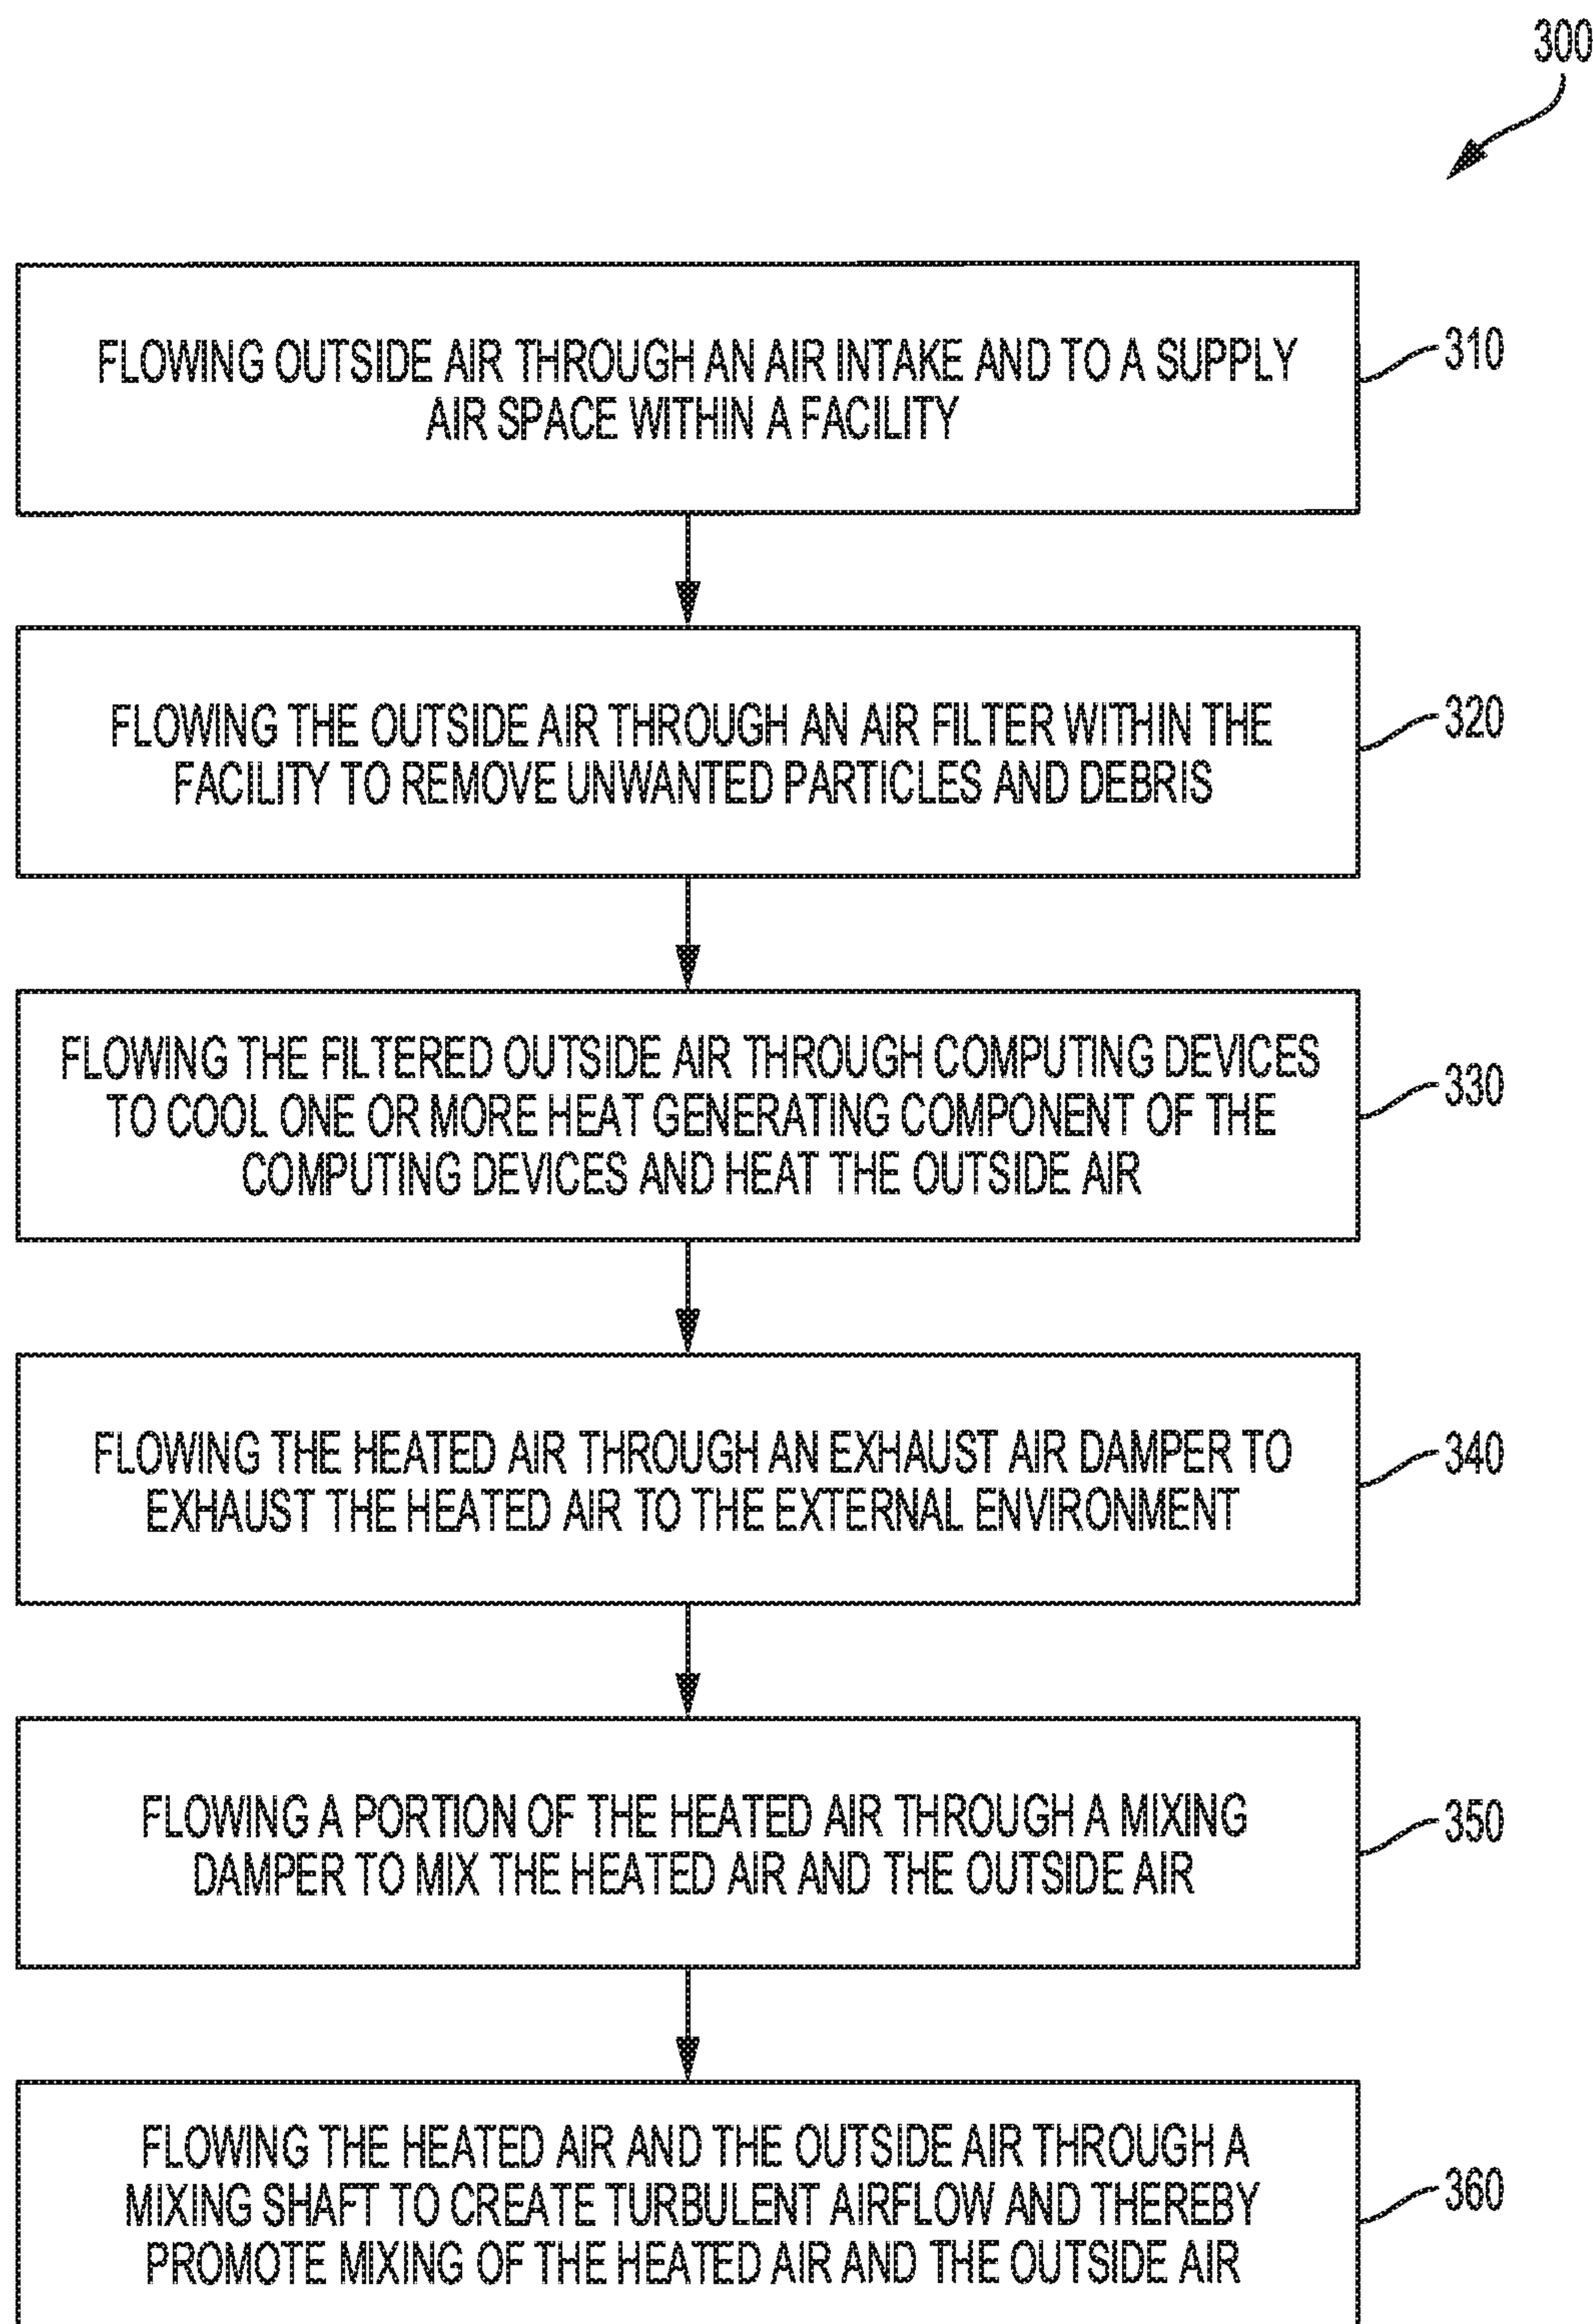 300
FLOWING OUTSIDE AIR THROUGH AN AIR INTAKE AND TO A SUPPLY
AIR SPACE WITHIN A FACILITY
310
FLOWING THE OUTSIDE AIR THROUGH AN AIR FILTER WITHIN THE
FACILITY TO REMOVE UNWANTED PARTICLES AND DEBRIS
320
FLOWING THE FILTERED OUTSIDE AIR THROUGH COMPUTING DEVICES
TO COOL ONE OR MORE HEAT GENERATING COMPONENT OF THE
COMPUTING DEVICES AND HEAT THE OUTSIDE AIR
330
FLOWING THE HEATED AIR THROUGH AN EXHAUST AIR DAMPER TO
EXHAUST THE HEATED AIR TO THE EXTERNAL ENVIRONMENT
340
FLOWING A PORTION OF THE HEATED AIR THROUGH A MIXING
DAMPER TO MIX THE HEATED AIR AND THE OUTSIDE AIR
350
FLOWING THE HEATED AIR AND THE OUTSIDE AIR THROUGH A
MIXING SHAFT TO CREATE TURBULENT AIRFLOW AND THEREBY
PROMOTE MIXING OF THE HEATED AIR AND THE OUTSIDE AIR
360